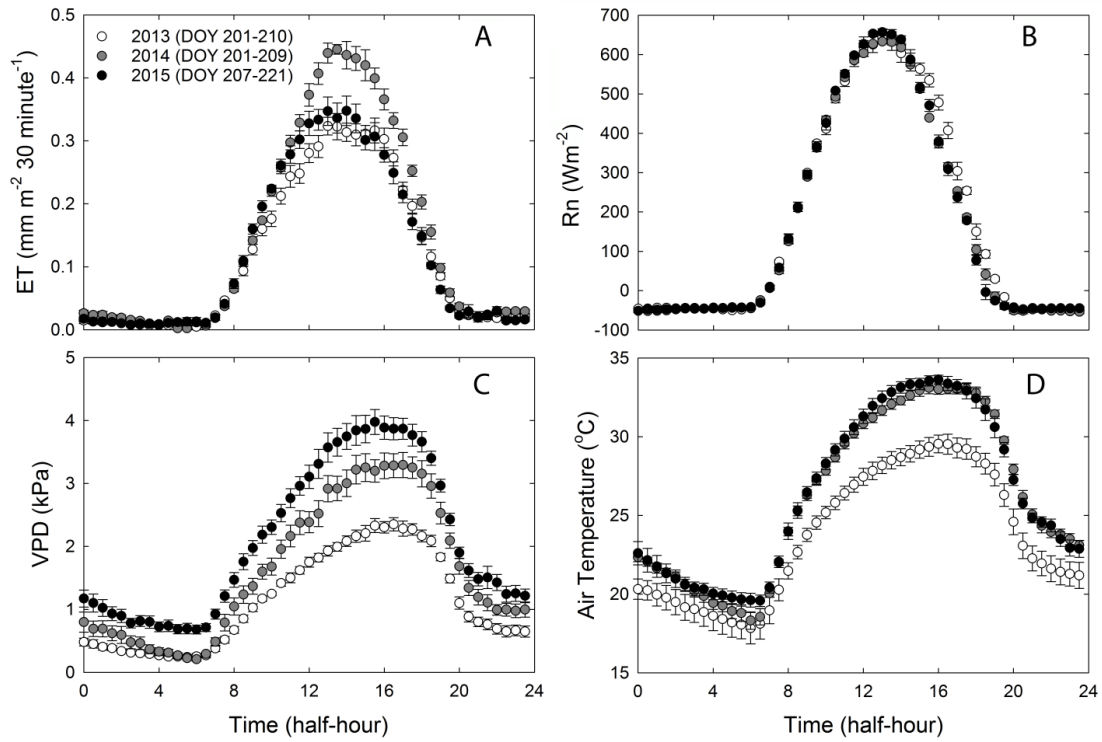 A
2013 (DOY 201-210)
2014 (DOY 201-209)
2015 (DOY 207-221)
ET (mm m⁻² 30 minute⁻¹)
0.5
0.4
0.3
0.2
0.1
0.0
B
Rn (Wm⁻²)
700
600
500
400
300
200
100
0
-100
C
VPD (kPa)
5
4
3
2
1
0
0 4 8 12 16 20 24
Time (half-hour)
D
Air Temperature (°C)
35
30
25
20
15
0 4 8 12 16 20 24
Time (half-hour)